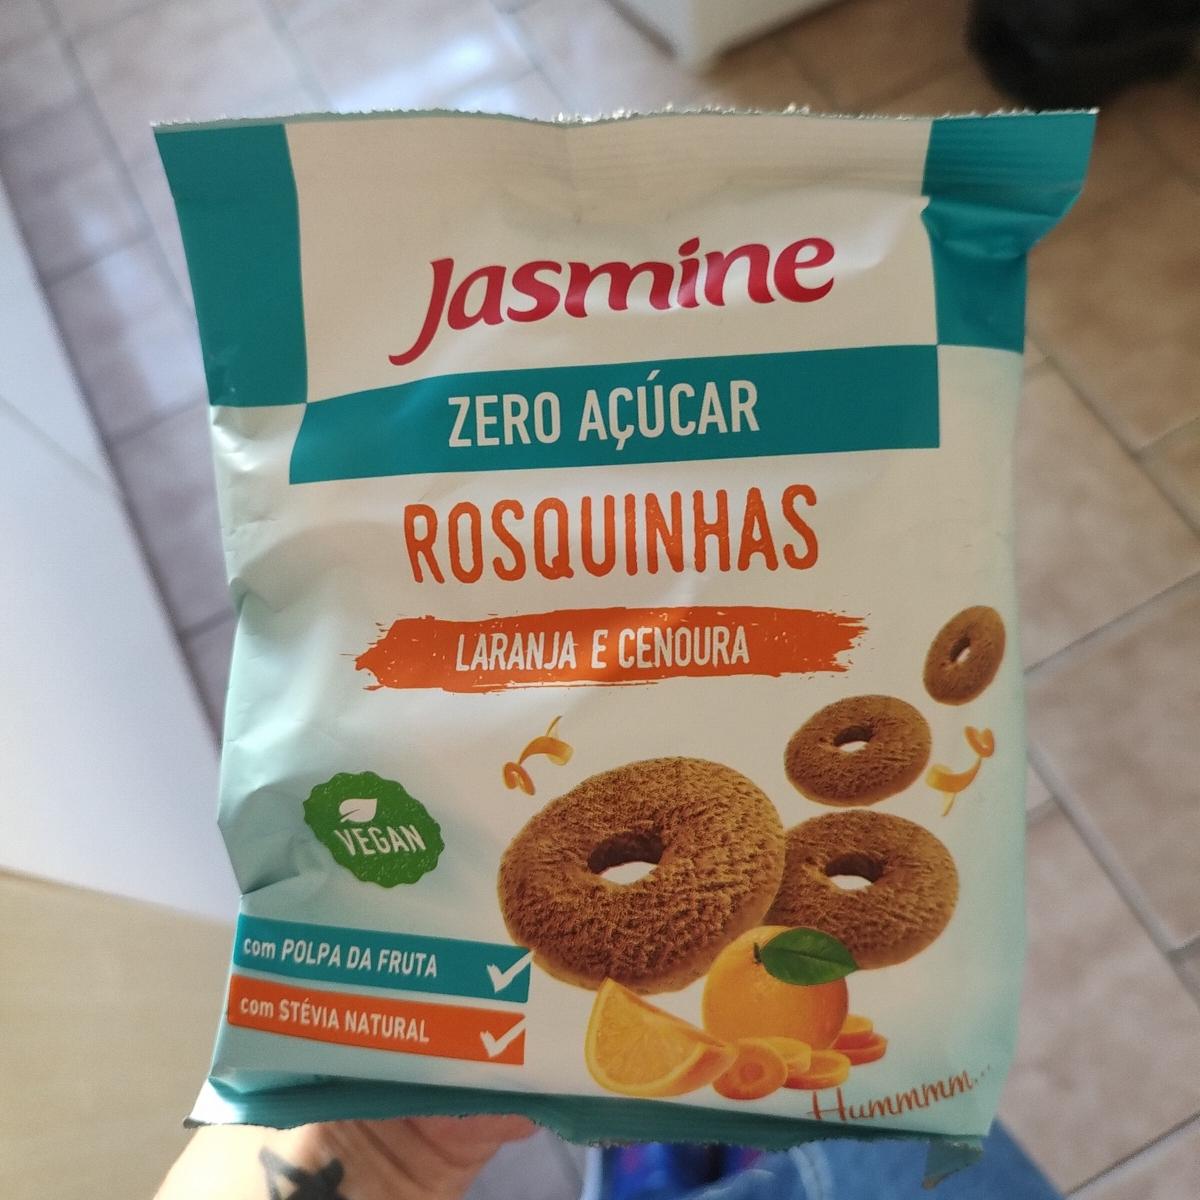 Jasmine
ZERO AÇÚCAR
ROSQUINHAS
LARANJA E CENOURA
VEGAN
com POLPA DA FRUTA
com STÉVIA NATURAL
Hummmm...